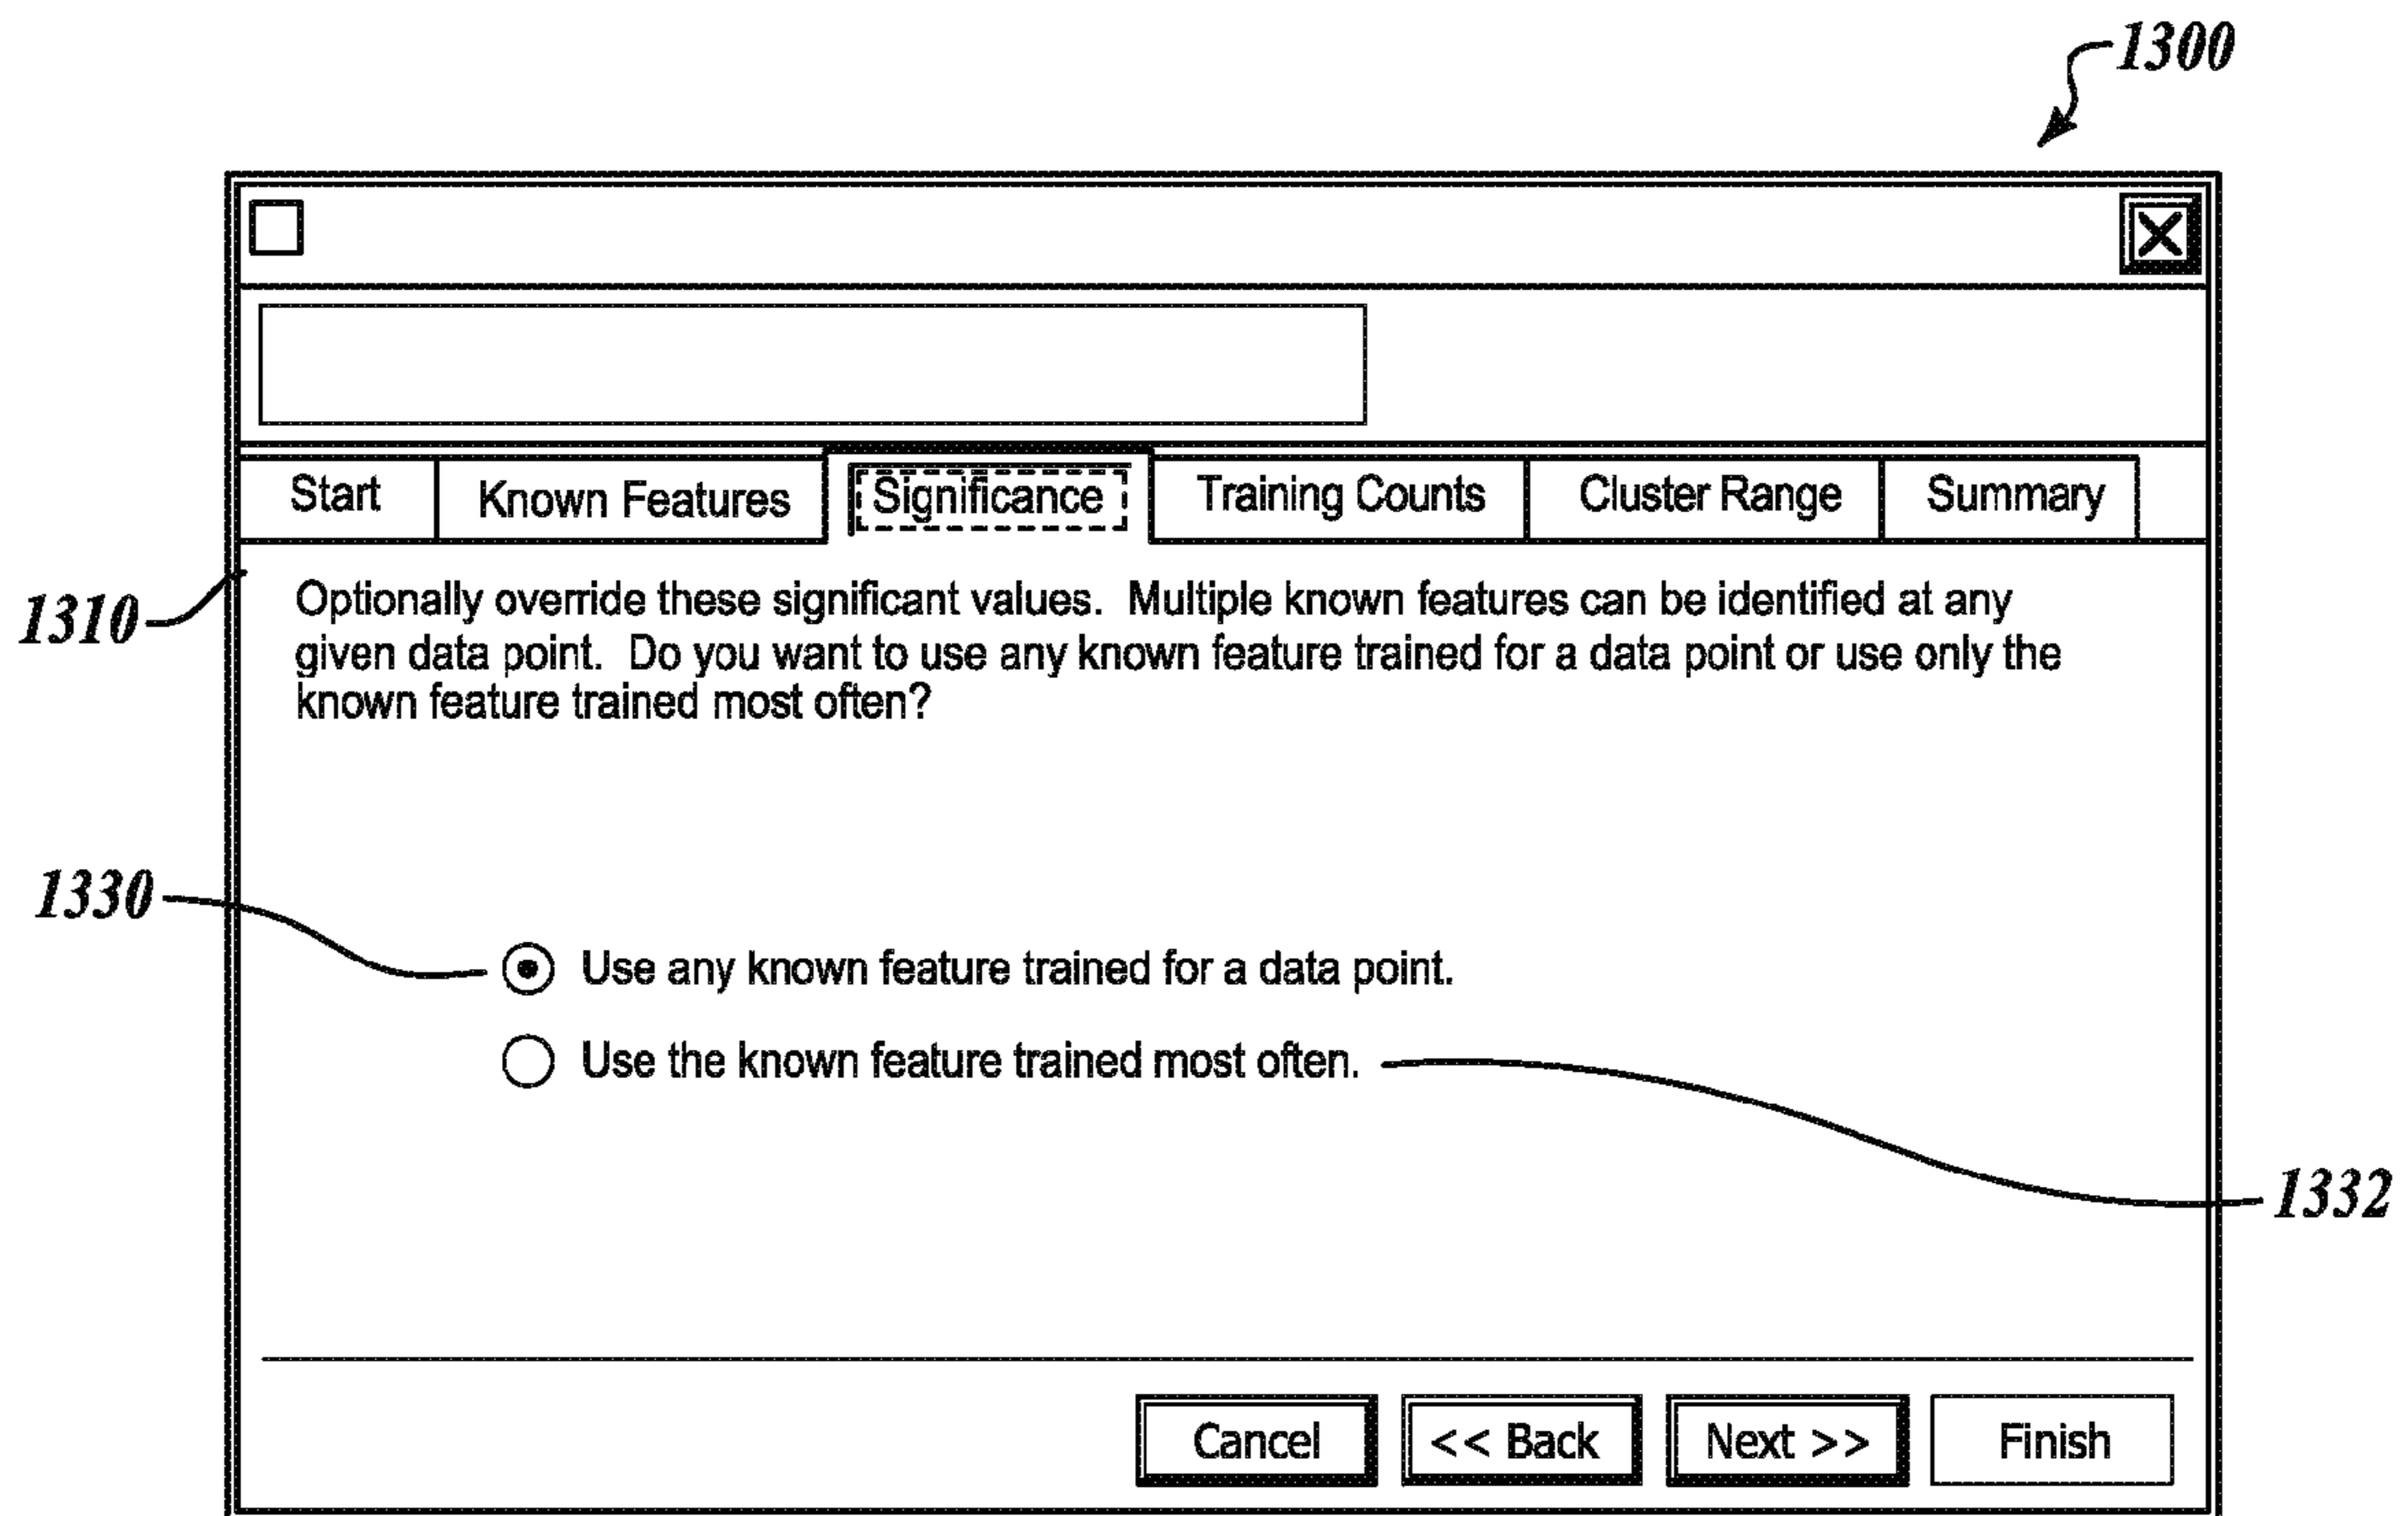 1300
Start Known Features Significance Training Counts Cluster Range Summary
1310
Optionally override these significant values. Multiple known features can be identified at any
given data point. Do you want to use any known feature trained for a data point or use only the
known feature trained most often?
1330
Use any known feature trained for a data point.
Use the known feature trained most often.
1332
Cancel << Back Next >> Finish